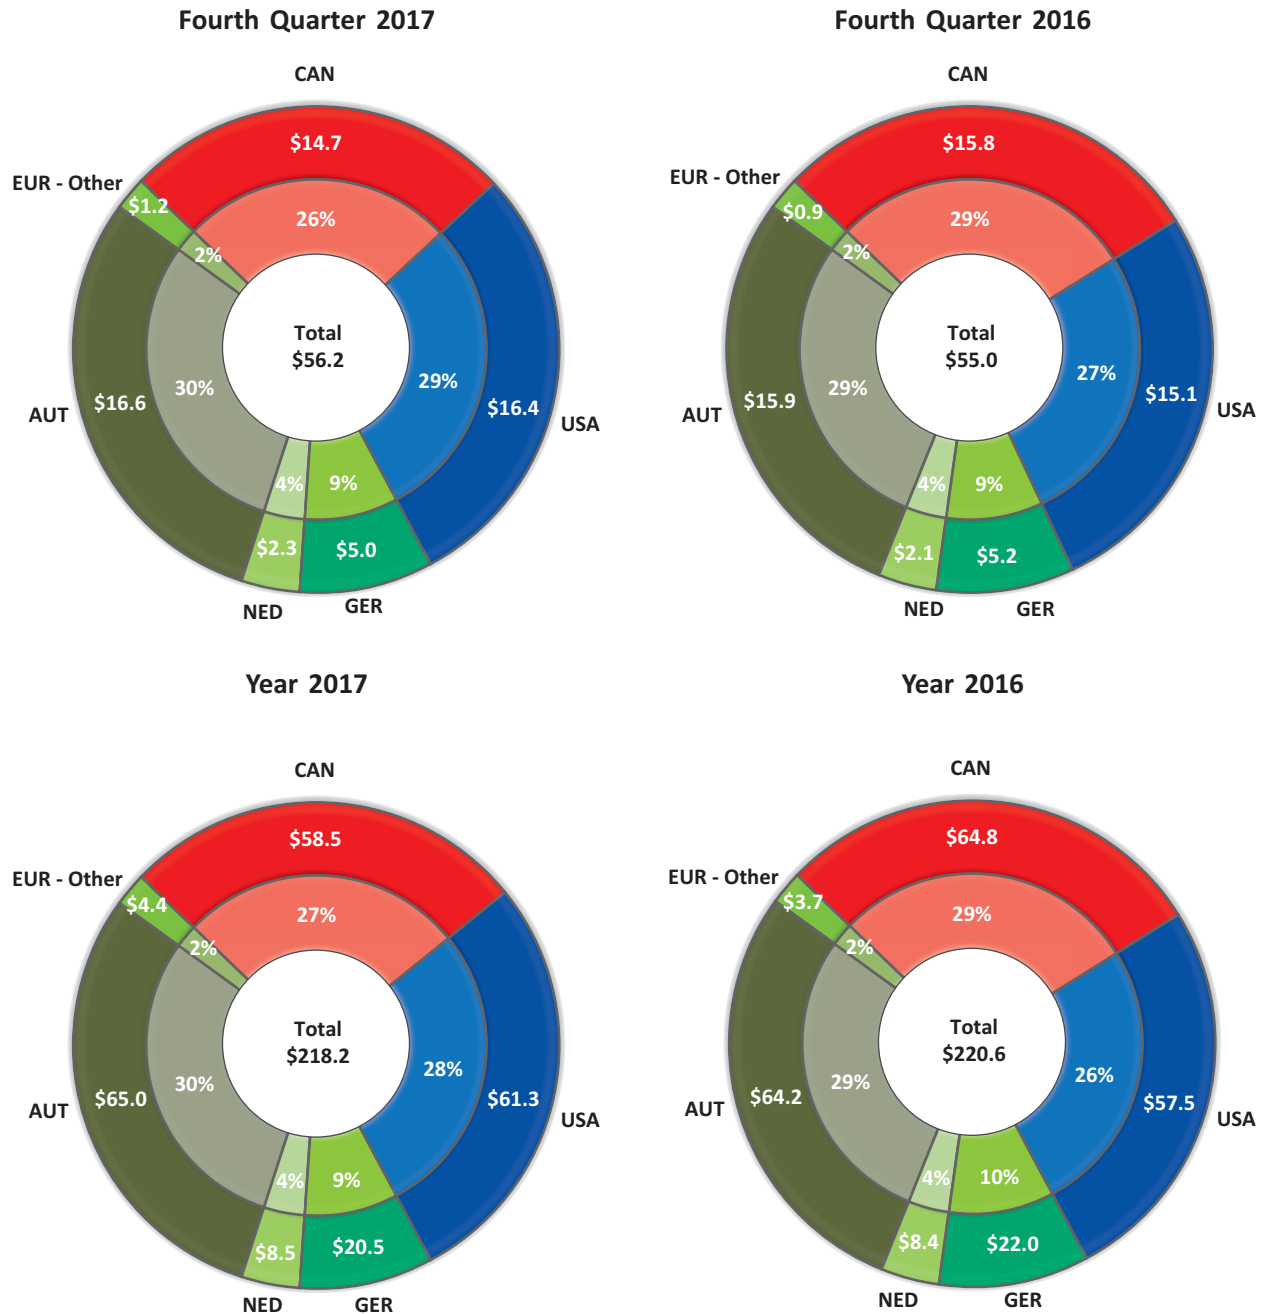 Fourth Quarter 2017
CAN
$14.7
EUR - Other
$1.2
26%
2%
Total
$56.2
30%
29%
$16.6
$16.4
AUT
USA
4%
9%
$2.3
$5.0
NED
GER
Fourth Quarter 2016
CAN
$15.8
EUR - Other
$0.9
29%
2%
Total
$55.0
29%
27%
$15.9
$15.1
AUT
USA
4%
9%
$2.1
$5.2
NED
GER
Year 2017
CAN
$58.5
EUR - Other
$4.4
27%
2%
Total
$218.2
30%
28%
$65.0
$61.3
AUT
USA
4%
9%
$8.5
$20.5
NED
GER
Year 2016
CAN
$64.8
EUR - Other
$3.7
29%
2%
Total
$220.6
29%
26%
$64.2
$57.5
AUT
USA
4%
10%
$8.4
$22.0
NED
GER